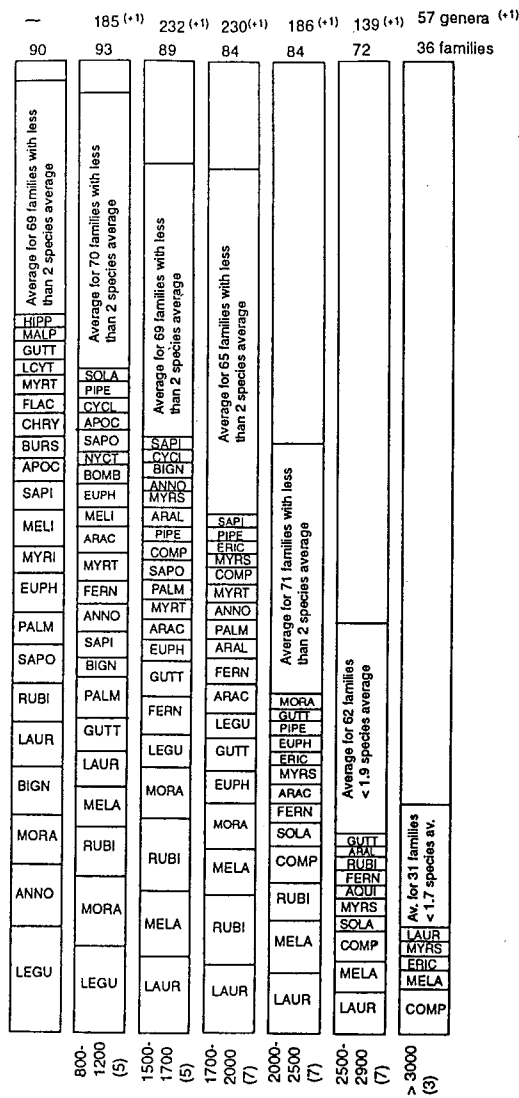 — 185 (+1) 232 (+1) 230 (+1) 186 (+1) 139 (+1) 57 genera (+1)
90 93 89 84 84 72 36 families
Average for 69 families with less
than 2 species average
HIPP
MALP
GUTT
LCYT
MYRT
FLAC
CHRY
BURS
APOC
SAPI
MELI
MYRI
EUPH
PALM
SAPO
RUBI
LAUR
BIGN
MORA
ANNO
LEGU
Average for 70 families with less
than 2 species average
SOLA
PIPE
CYCL
APOC
SAPO
NYCT
BOMB
EUPH
MELI
ARAC
MYRT
FERN
ANNO
SAPI
BIGN
PALM
GUTT
LAUR
MELA
RUBI
MORA
LEGU
800-
1200
(5)
Average for 69 families with less
than 2 species average
SAPI
CYCL
BIGN
ANNO
MYRS
ARAL
PIPE
COMP
SAPO
PALM
MYRT
ARAC
EUPH
GUTT
FERN
LEGU
MORA
RUBI
MELA
LAUR
1500-
1700
(5)
Average for 65 families with less
than 2 species average
SAPI
PIPE
ERIC
MYRS
COMP
MYRT
ANNO
PALM
ARAL
FERN
ARAC
LEGU
GUTT
EUPH
MORA
MELA
RUBI
LAUR
1700-
2000
(7)
Average for 71 families with less
than 2 species average
MORA
GUTT
PIPE
EUPH
ERIC
MYRS
ARAC
FERN
SOLA
COMP
RUBI
MELA
LAUR
2000-
2500
(7)
Average for 62 families
< 1.9 species average
GUTT
ARAL
RUBI
FERN
AQUI
MYRS
SOLA
COMP
MELA
LAUR
2500-
2900
(7)
Av. for 31 families
< 1.7 species av.
LAUR
MYRS
ERIC
MELA
COMP
> 3000
(3)